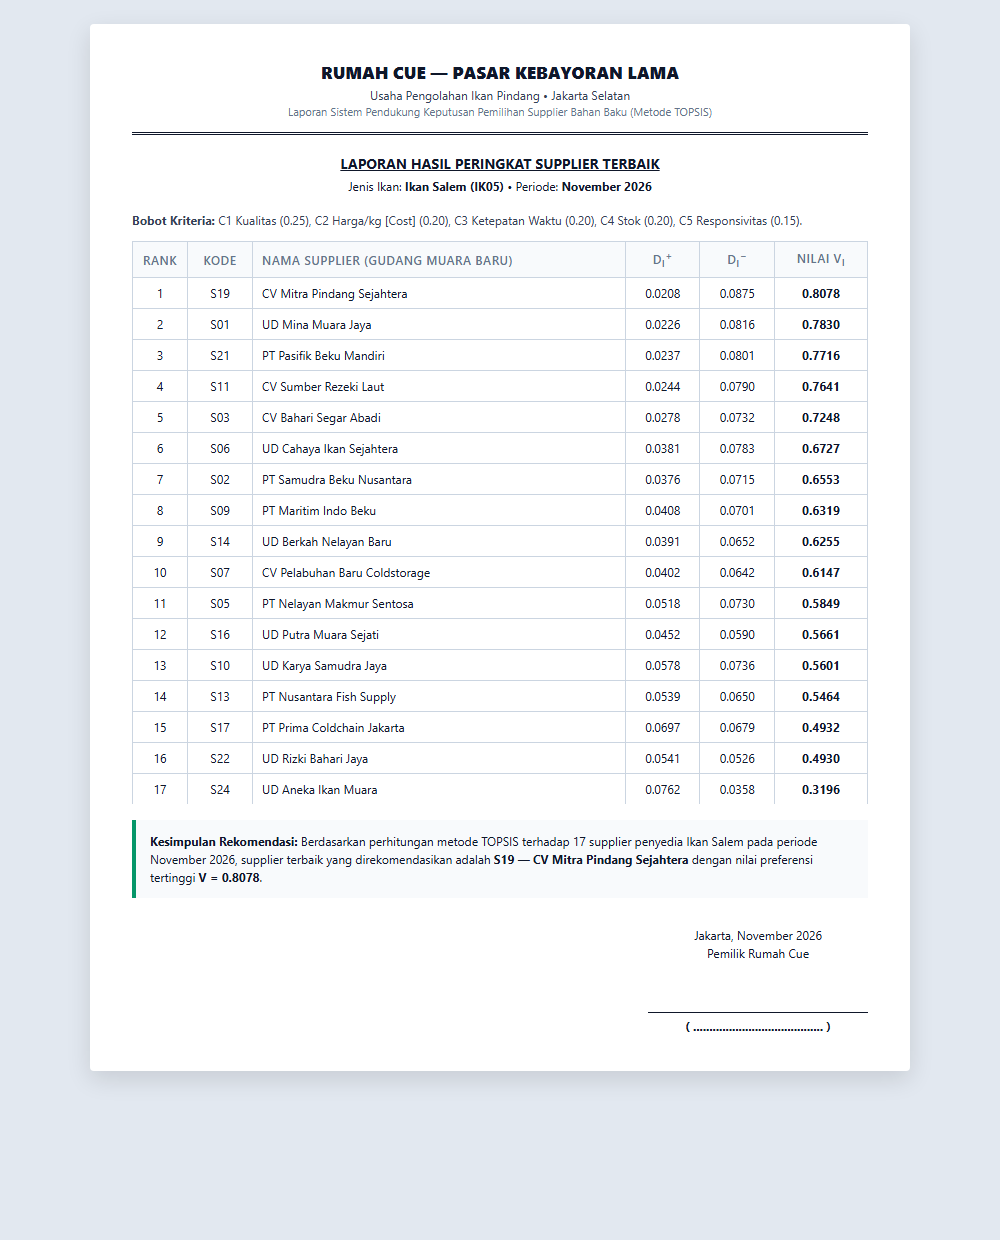 RUMAH CUE — PASAR KEBAYORAN LAMA
Usaha Pengolahan Ikan Pindang • Jakarta Selatan
Laporan Sistem Pendukung Keputusan Pemilihan Supplier Bahan Baku (Metode TOPSIS)
LAPORAN HASIL PERINGKAT SUPPLIER TERBAIK
Jenis Ikan: Ikan Salem (IK05) • Periode: November 2026
Bobot Kriteria: C1 Kualitas (0.25), C2 Harga/kg [Cost] (0.20), C3 Ketepatan Waktu (0.20), C4 Stok (0.20), C5 Responsivitas (0.15).
RANK KODE NAMA SUPPLIER (GUDANG MUARA BARU) DI+ DI− NILAI VI
1 S19 CV Mitra Pindang Sejahtera 0.0208 0.0875 0.8078
2 S01 UD Mina Muara Jaya 0.0226 0.0816 0.7830
3 S21 PT Pasifik Beku Mandiri 0.0237 0.0801 0.7716
4 S11 CV Sumber Rezeki Laut 0.0244 0.0790 0.7641
5 S03 CV Bahari Segar Abadi 0.0278 0.0732 0.7248
6 S06 UD Cahaya Ikan Sejahtera 0.0381 0.0783 0.6727
7 S02 PT Samudra Beku Nusantara 0.0376 0.0715 0.6553
8 S09 PT Maritim Indo Beku 0.0408 0.0701 0.6319
9 S14 UD Berkah Nelayan Baru 0.0391 0.0652 0.6255
10 S07 CV Pelabuhan Baru Coldstorage 0.0402 0.0642 0.6147
11 S05 PT Nelayan Makmur Sentosa 0.0518 0.0730 0.5849
12 S16 UD Putra Muara Sejati 0.0452 0.0590 0.5661
13 S10 UD Karya Samudra Jaya 0.0578 0.0736 0.5601
14 S13 PT Nusantara Fish Supply 0.0539 0.0650 0.5464
15 S17 PT Prima Coldchain Jakarta 0.0697 0.0679 0.4932
16 S22 UD Rizki Bahari Jaya 0.0541 0.0526 0.4930
17 S24 UD Aneka Ikan Muara 0.0762 0.0358 0.3196
Kesimpulan Rekomendasi: Berdasarkan perhitungan metode TOPSIS terhadap 17 supplier penyedia Ikan Salem pada periode
November 2026, supplier terbaik yang direkomendasikan adalah S19 — CV Mitra Pindang Sejahtera dengan nilai preferensi
tertinggi V = 0.8078.
Jakarta, November 2026
Pemilik Rumah Cue
( ........................................ )